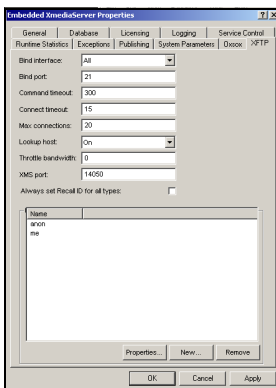 Embedded XmediaServer Properties
General Database Licensing Logging Service Control
Runtime Statistics Exceptions Publishing System Parameters Oxsox XFTP
Bind interface: All
Bind port: 21
Command timeout: 300
Connect timeout: 15
Max connections: 20
Lookup host: On
Throttle bandwidth: 0
XMS port: 14050
Always set Recall ID for all types:
Name
anon
me
Properties... New... Remove
OK Cancel Apply